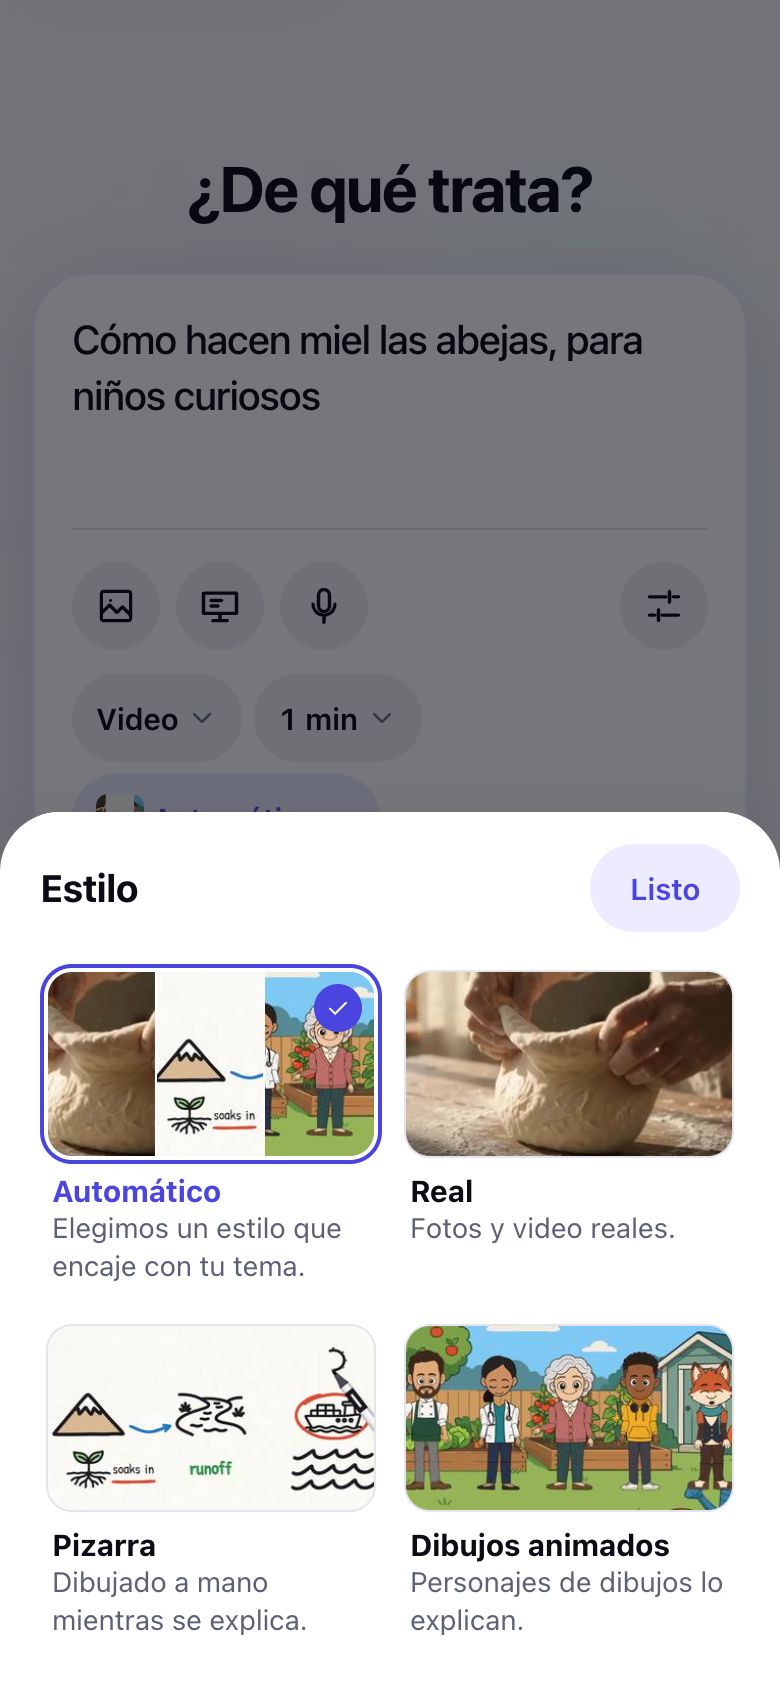 ¿De qué trata?
Cómo hacen miel las abejas, para
niños curiosos
Video
1 min
Automático
Estilo
Listo
soaks in
Automático
Elegimos un estilo que
encaje con tu tema.
Real
Fotos y video reales.
soaks in
runoff
Pizarra
Dibujado a mano
mientras se explica.
Dibujos animados
Personajes de dibujos lo
explican.